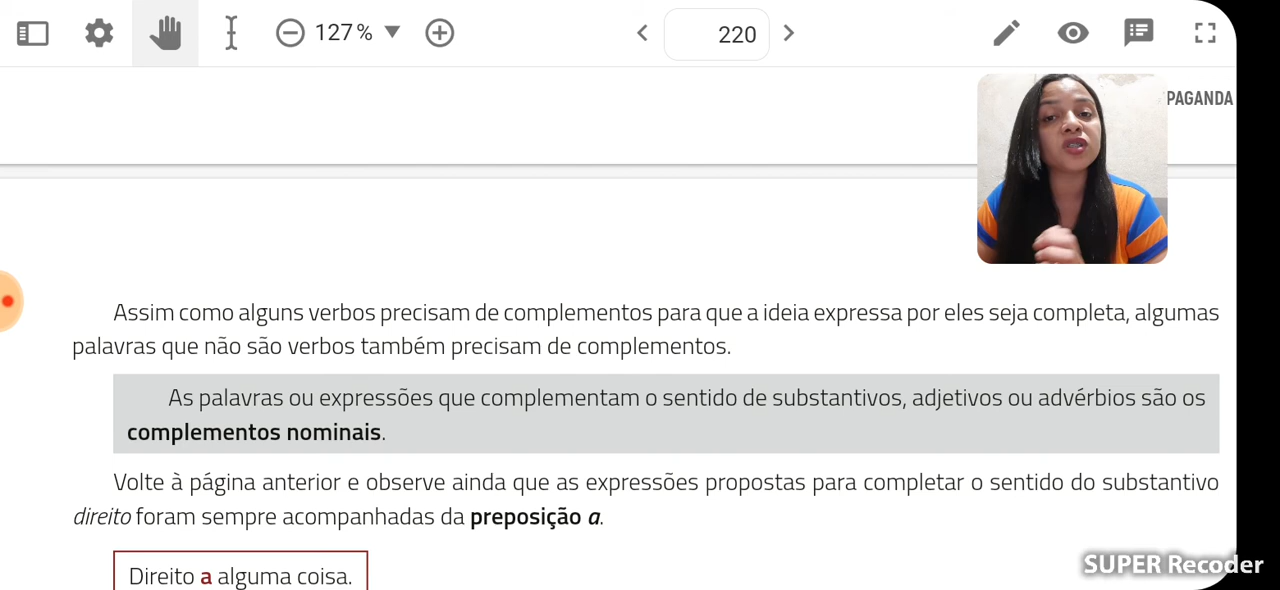 127%
220
PAGANDA
Assim como alguns verbos precisam de complementos para que a ideia expressa por eles seja completa, algumas
palavras que não são verbos também precisam de complementos.
As palavras ou expressões que complementam o sentido de substantivos, adjetivos ou advérbios são os
complementos nominais.
Volte à página anterior e observe ainda que as expressões propostas para completar o sentido do substantivo
direito foram sempre acompanhadas da preposição a.
Direito a alguma coisa.
SUPER Recoder